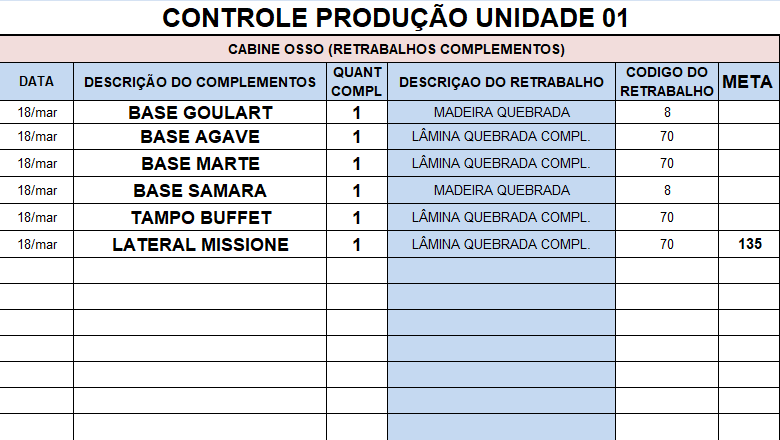 CONTROLE PRODUÇÃO UNIDADE 01
CABINE OSSO (RETRABALHOS COMPLEMENTOS)
DATA DESCRIÇÃO DO COMPLEMENTOS QUANT COMPL DESCRIÇAO DO RETRABALHO CODIGO DO RETRABALHO META
18/mar BASE GOULART 1 MADEIRA QUEBRADA 8
18/mar BASE AGAVE 1 LÂMINA QUEBRADA COMPL. 70
18/mar BASE MARTE 1 LÂMINA QUEBRADA COMPL. 70
18/mar BASE SAMARA 1 MADEIRA QUEBRADA 8
18/mar TAMPO BUFFET 1 LÂMINA QUEBRADA COMPL. 70
18/mar LATERAL MISSIONE 1 LÂMINA QUEBRADA COMPL. 70 135